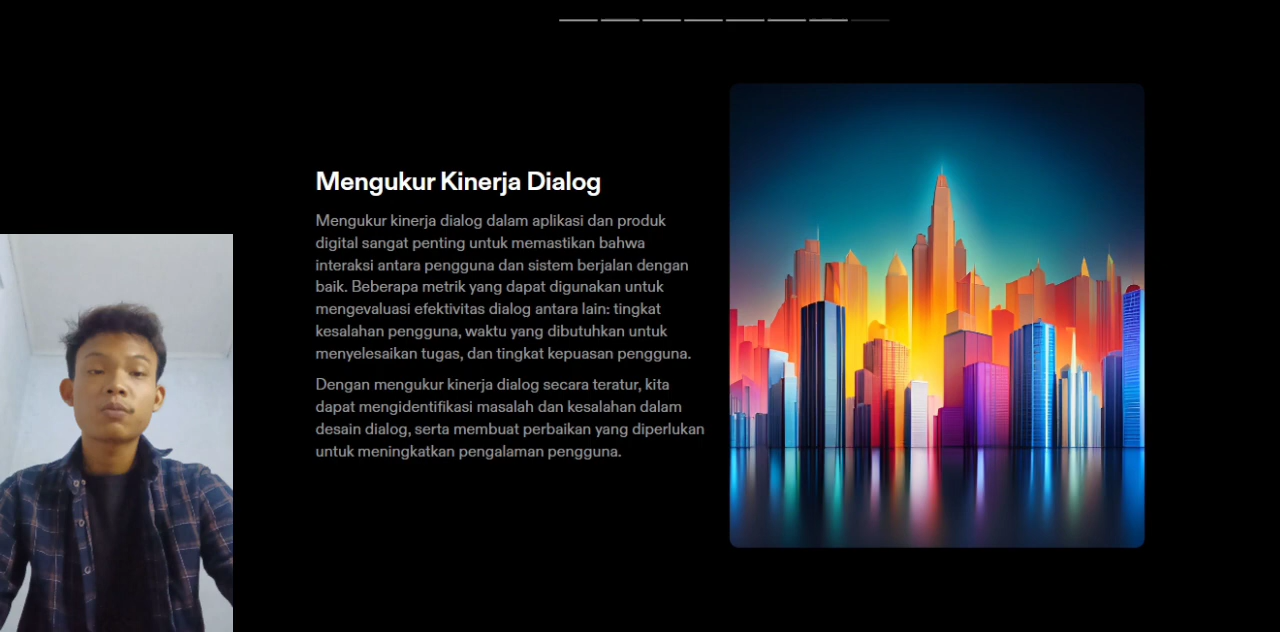 Mengukur Kinerja Dialog
Mengukur kinerja dialog dalam aplikasi dan produk
digital sangat penting untuk memastikan bahwa
interaksi antara pengguna dan sistem berjalan dengan
baik. Beberapa metrik yang dapat digunakan untuk
mengevaluasi efektivitas dialog antara lain: tingkat
kesalahan pengguna, waktu yang dibutuhkan untuk
menyelesaikan tugas, dan tingkat kepuasan pengguna.
Dengan mengukur kinerja dialog secara teratur, kita
dapat mengidentifikasi masalah dan kesalahan dalam
desain dialog, serta membuat perbaikan yang diperlukan
untuk meningkatkan pengalaman pengguna.